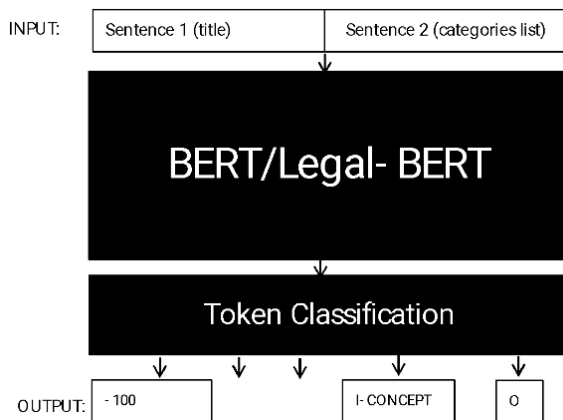 INPUT: Sentence 1 (title) Sentence 2 (categories list)
BERT/Legal- BERT
Token Classification
OUTPUT: - 100 I- CONCEPT O